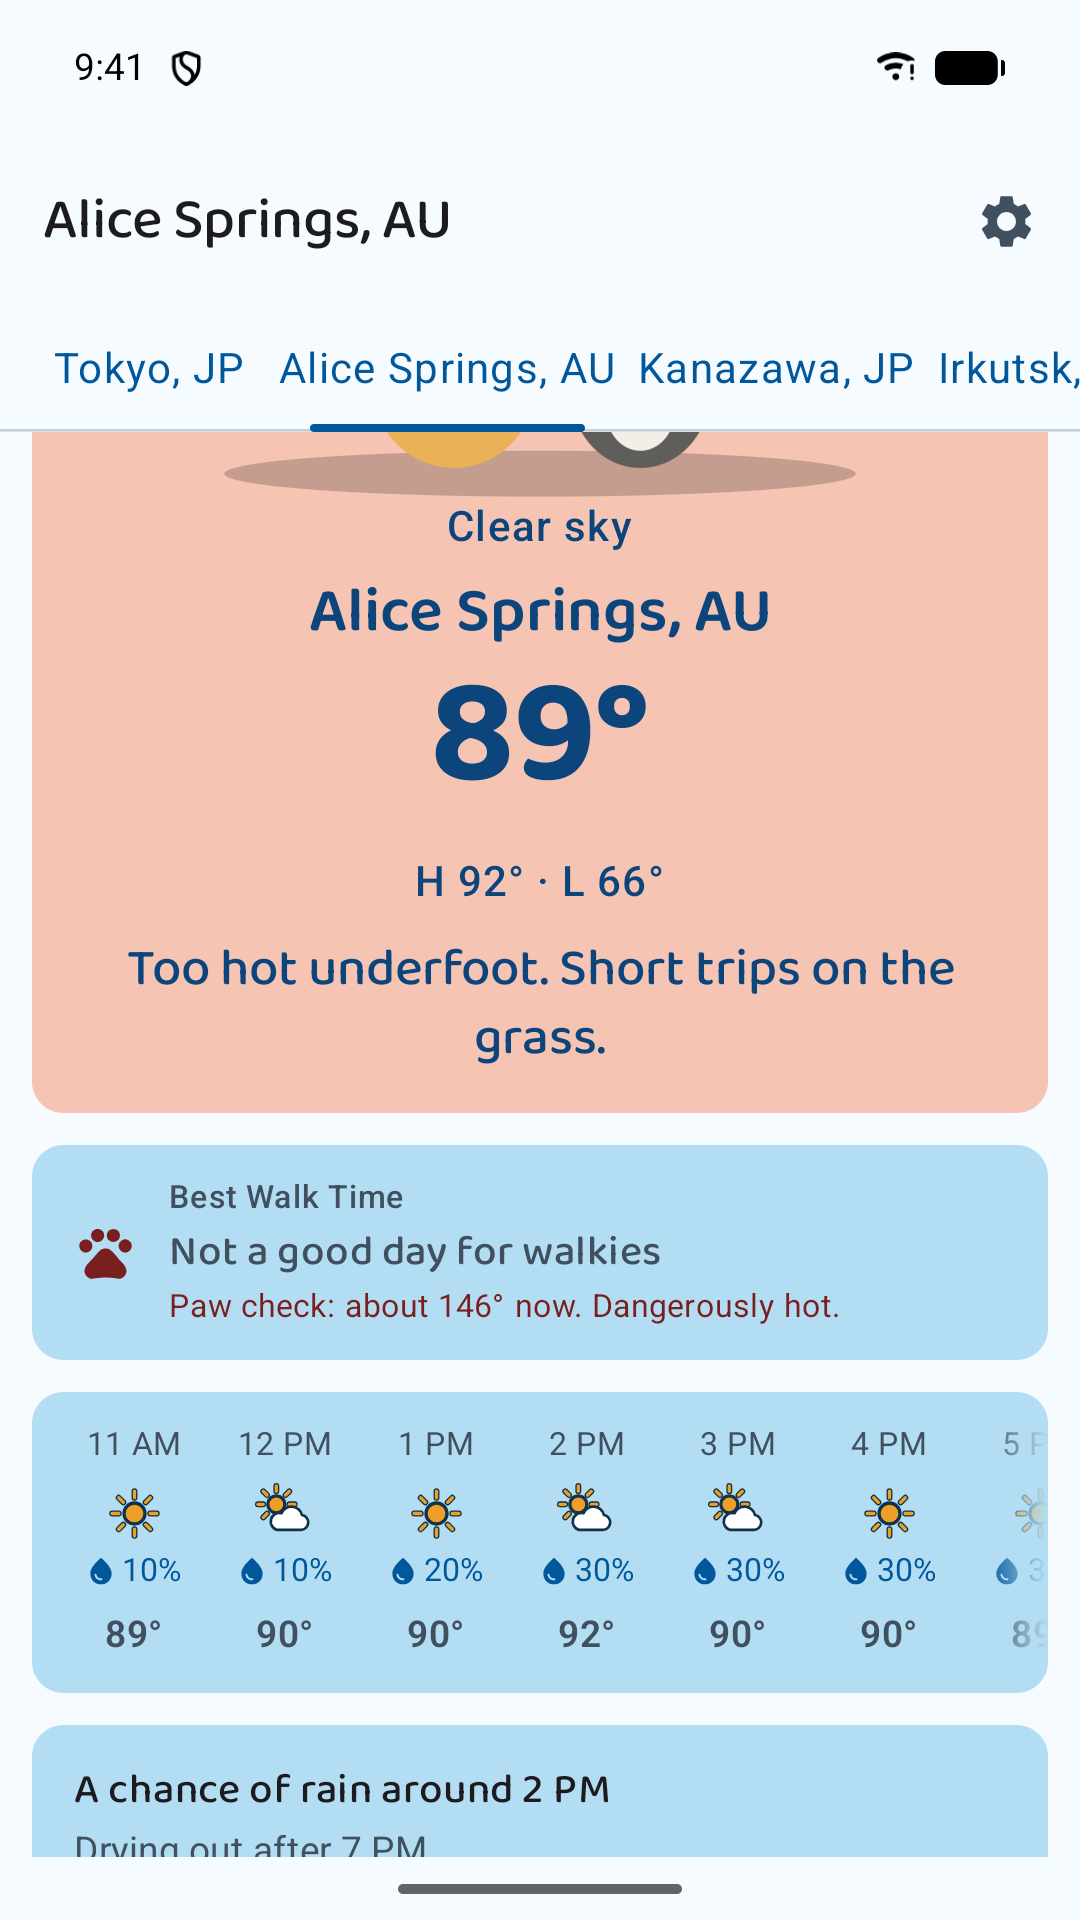 9:41
Alice Springs, AU
Tokyo, JP Alice Springs, AU Kanazawa, JP Irkutsk,
Clear sky
Alice Springs, AU
89°
H 92° · L 66°
Too hot underfoot. Short trips on the
grass.
Best Walk Time
Not a good day for walkies
Paw check: about 146° now. Dangerously hot.
11 AM 12 PM 1 PM 2 PM 3 PM 4 PM 5 P
10% 10% 20% 30% 30% 30% 3
89° 90° 90° 92° 90° 90° 89
A chance of rain around 2 PM
Drying out after 7 PM